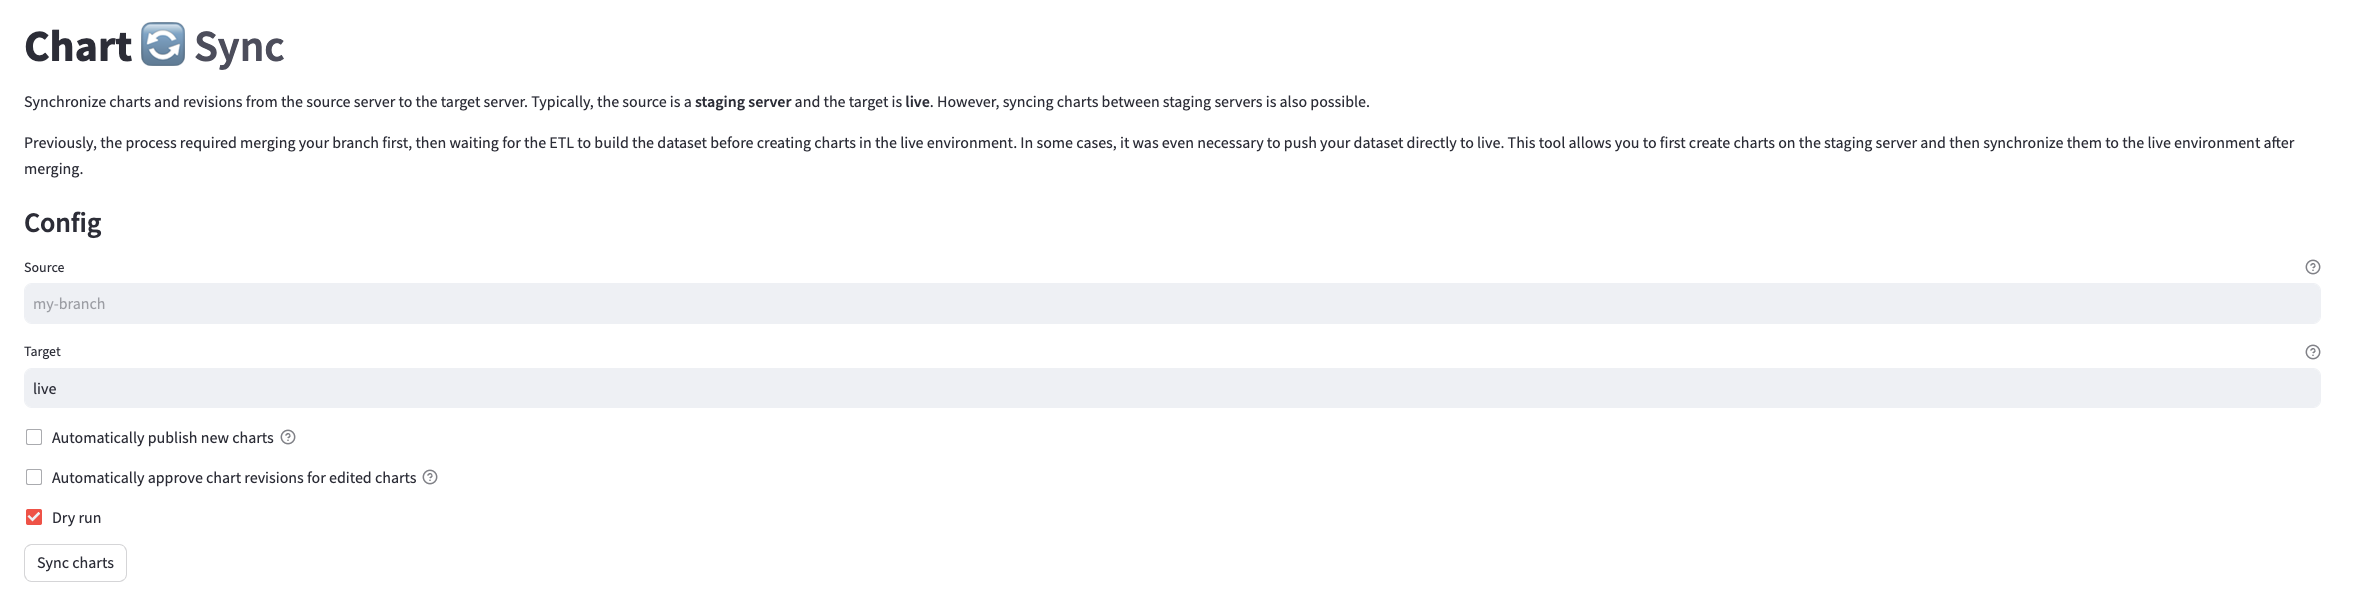 Chart 🔄 Sync
Synchronize charts and revisions from the source server to the target server. Typically, the source is a staging server and the target is live. However, syncing charts between staging servers is also possible.
Previously, the process required merging your branch first, then waiting for the ETL to build the dataset before creating charts in the live environment. In some cases, it was even necessary to push your dataset directly to live. This tool allows you to first create charts on the staging server and then synchronize them to the live environment after
merging.
Config
Source
my-branch
Target
live
Automatically publish new charts
Automatically approve chart revisions for edited charts
Dry run
Sync charts